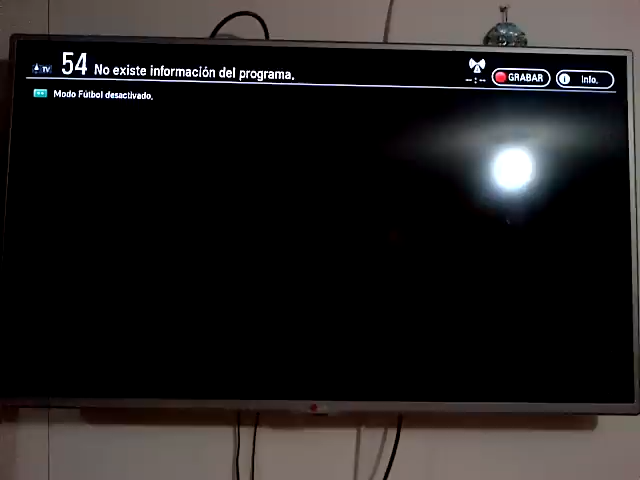 TV 54 No existe información del programa. --:-- GRABAR i Info.
Modo Fútbol desactivado.